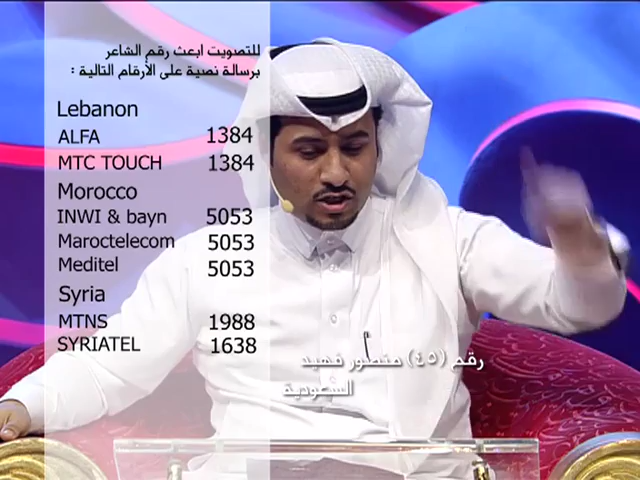 للتصويت ابعث رقم الشاعر
برسالة نصية على الأرقام التالية :
Lebanon
ALFA 1384
MTC TOUCH 1384
Morocco
INWI & bayn 5053
Maroctelecom 5053
Meditel 5053
Syria
MTNS 1988
SYRIATEL 1638
رقم (٤٥) منصور فهيد
السعودية